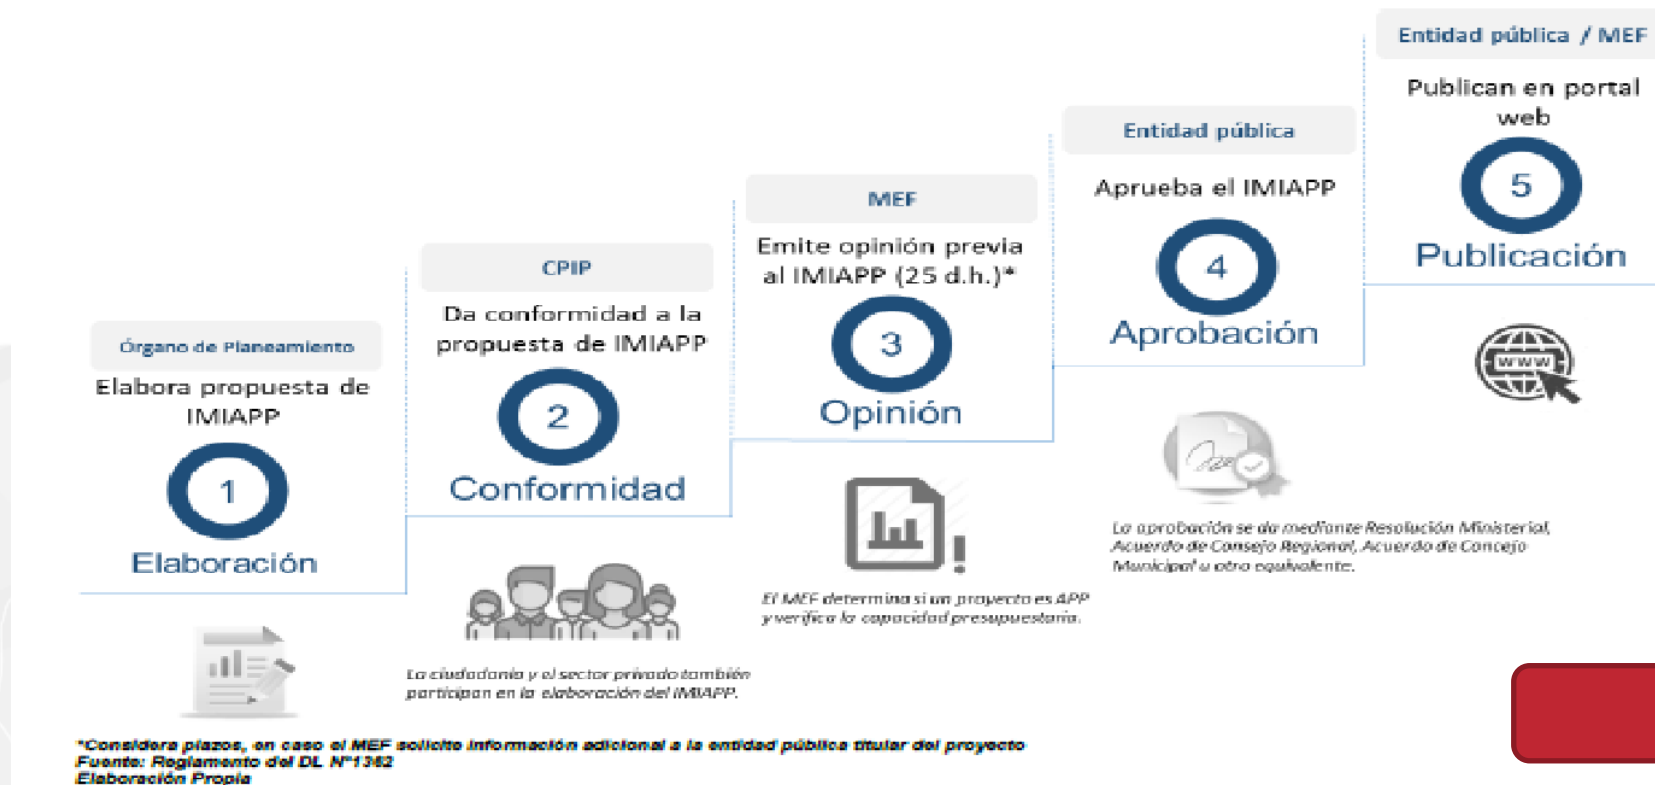 Órgano de Planeamiento
Elabora propuesta de
IMIAPP
1
Elaboración
CPIP
Da conformidad a la
propuesta de IMIAPP
2
Conformidad
La ciudadanía y el sector privado también
participan en la elaboración del IMIAPP.
MEF
Emite opinión previa
al IMIAPP (25 d.h.)*
3
Opinión
El MEF determina si un proyecto es APP
y verifica la capacidad presupuestaria.
Entidad pública
Aprueba el IMIAPP
4
Aprobación
La aprobación se da mediante Resolución Ministerial,
Acuerdo de Consejo Regional, Acuerdo de Concejo
Municipal u otro equivalente.
Entidad pública / MEF
Publican en portal
web
5
Publicación
www
*Considera plazos, en caso el MEF solicite información adicional a la entidad pública titular del proyecto
Fuente: Reglamento del DL N°1362
Elaboración Propia